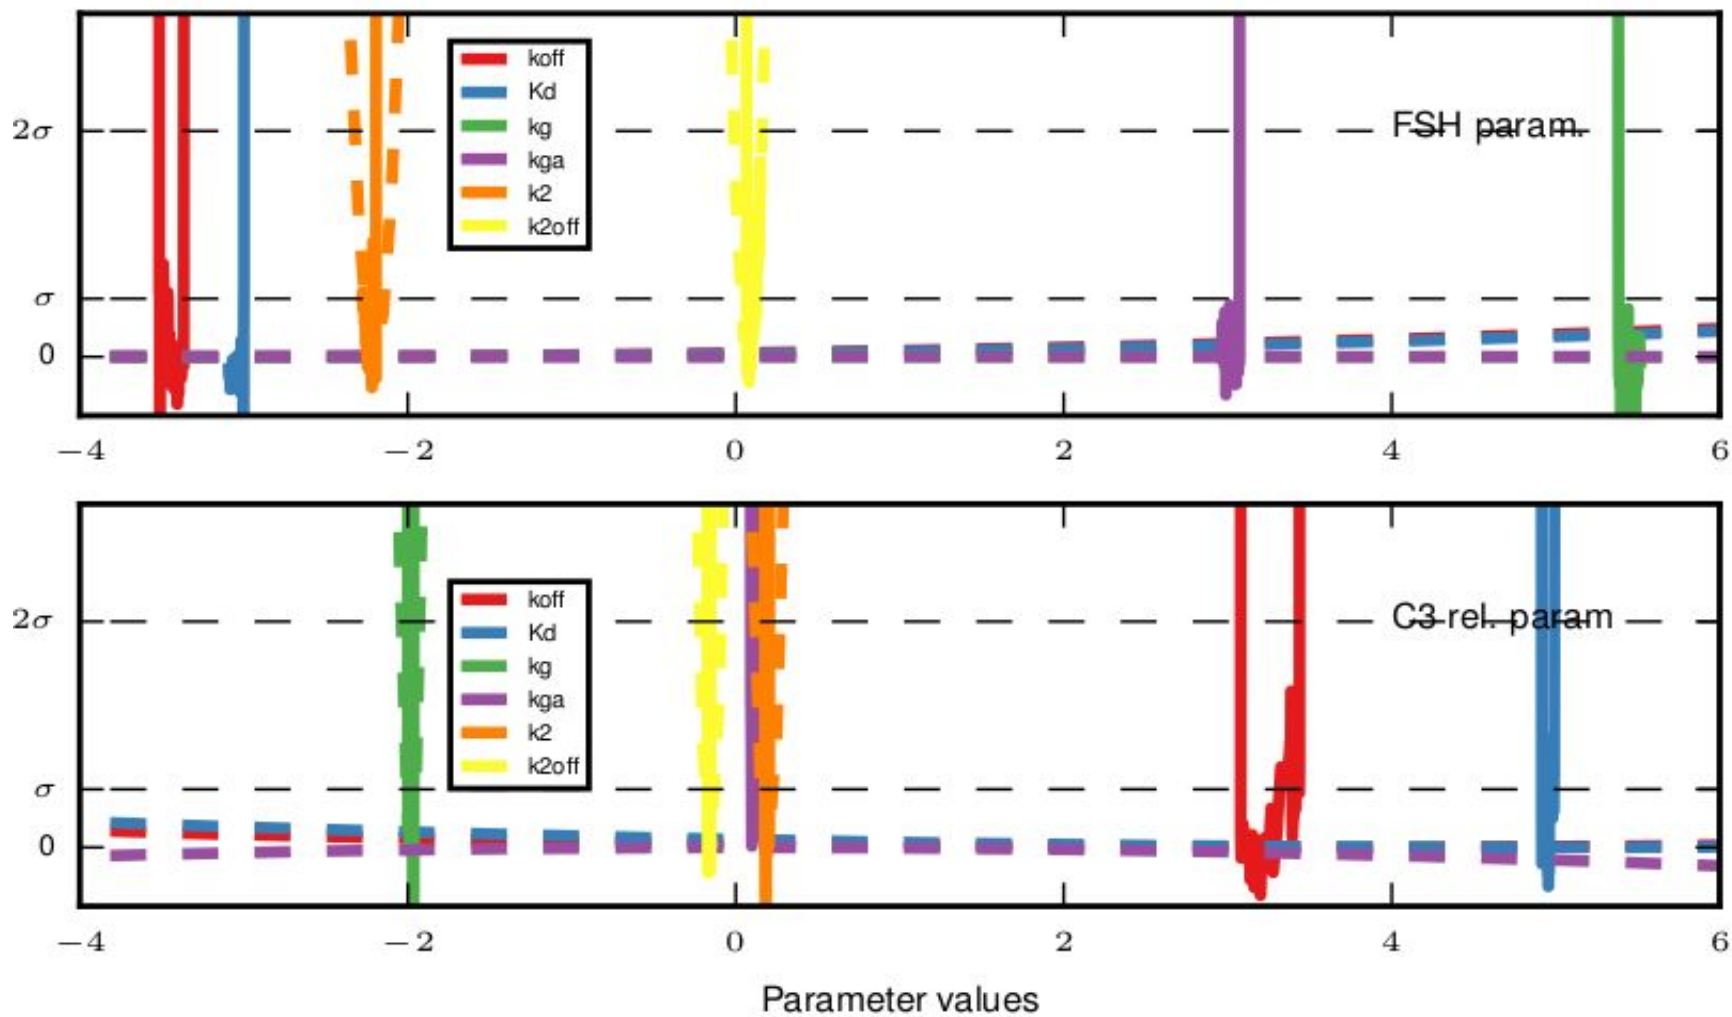 koff
Kd
kg
kga
k2
k2off
FSH param.
2σ
σ
0
−4 −2 0 2 4 6
koff
Kd
kg
kga
k2
k2off
C3 rel. param
2σ
σ
0
−4 −2 0 2 4 6
Parameter values